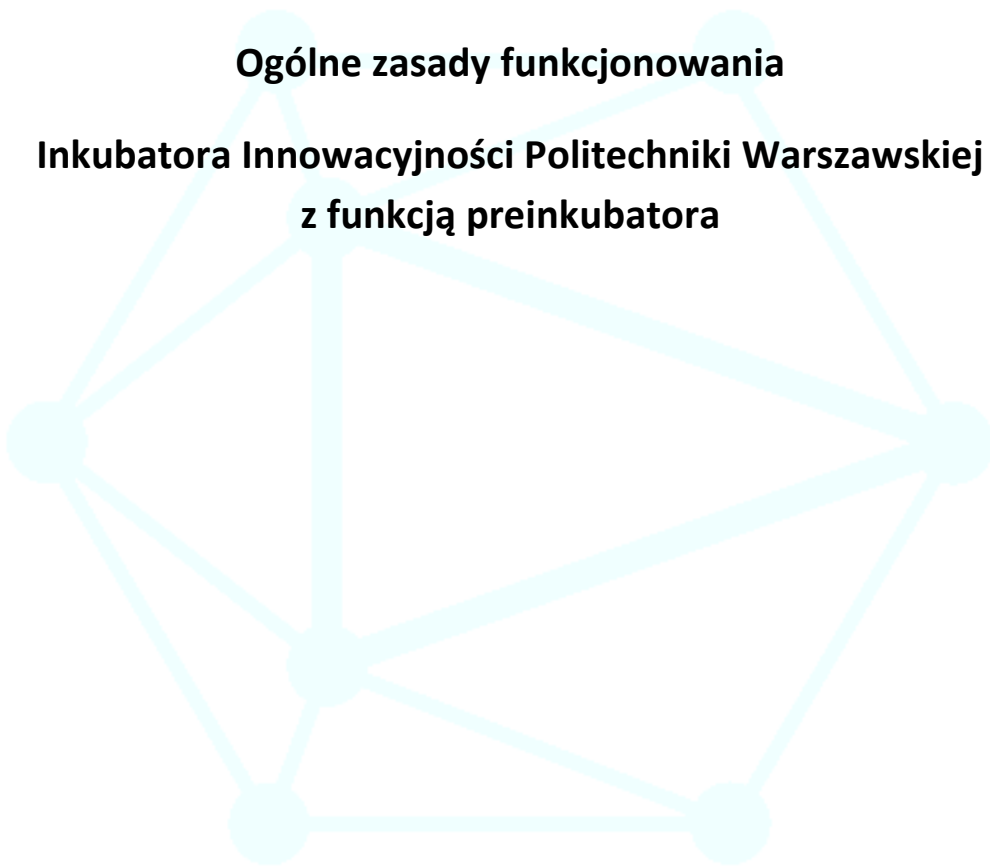 Ogólne zasady funkcjonowania
Inkubatora Innowacyjności Politechniki Warszawskiej
z funkcją preinkubatora